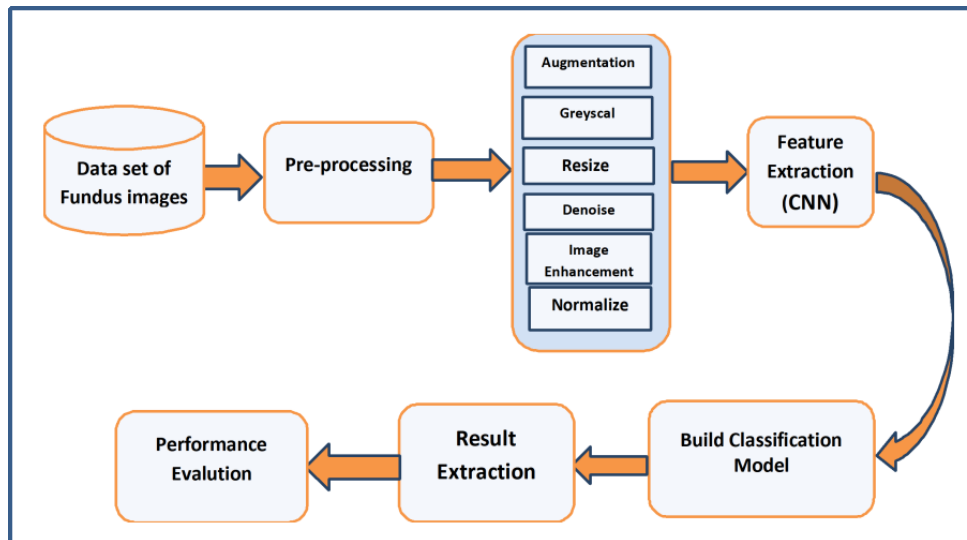 Data set of
Fundus images
Pre-processing
Augmentation
Greyscal
Resize
Denoise
Image
Enhancement
Normalize
Feature
Extraction
(CNN)
Build Classification
Model
Result
Extraction
Performance
Evalution